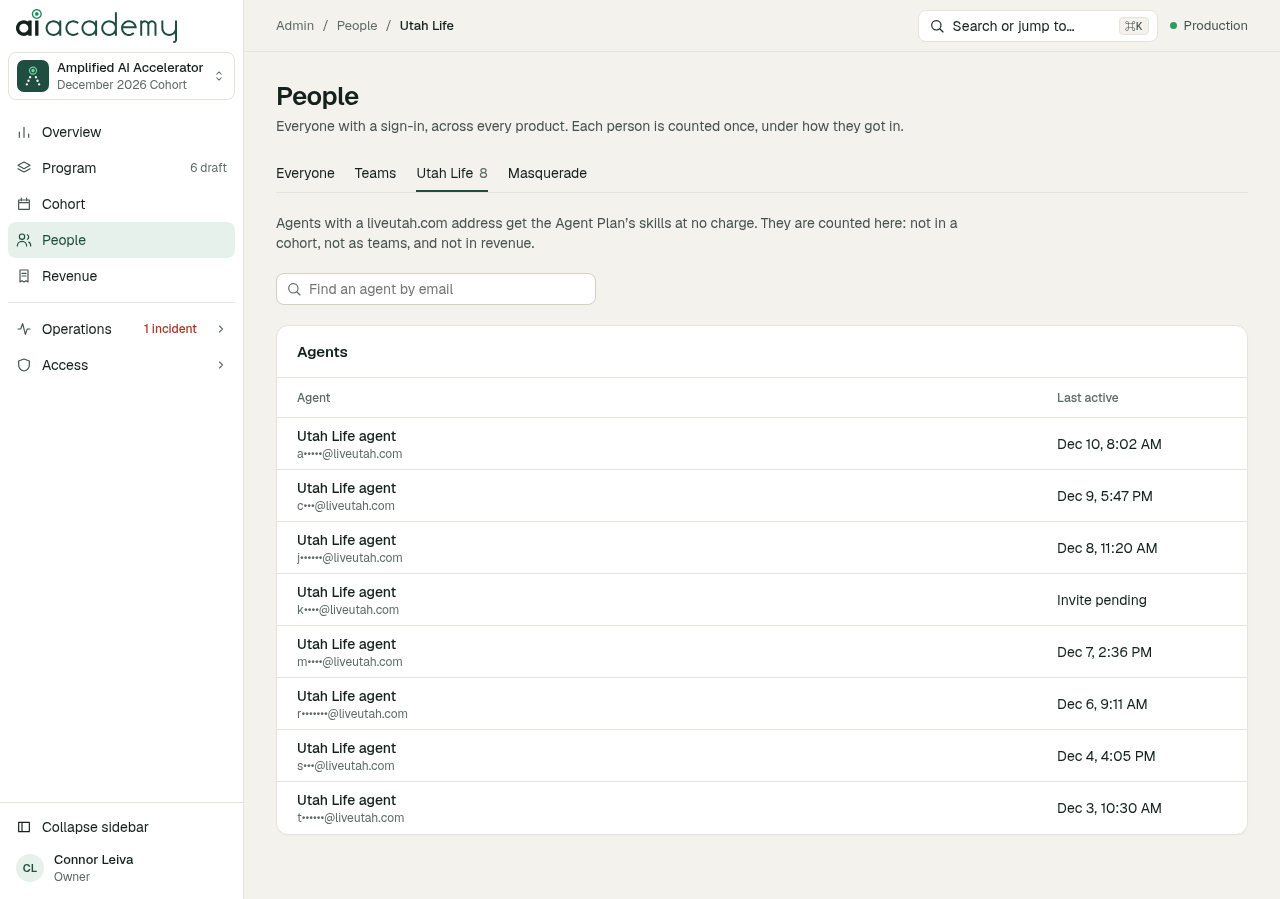 ai academy
Amplified AI Accelerator
December 2026 Cohort
Overview
Program 6 draft
Cohort
People
Revenue
Operations 1 incident
Access
Collapse sidebar
CL
Connor Leiva
Owner
Admin / People / Utah Life
Search or jump to… ⌘K
Production
People
Everyone with a sign-in, across every product. Each person is counted once, under how they got in.
Everyone Teams Utah Life 8 Masquerade
Agents with a liveutah.com address get the Agent Plan’s skills at no charge. They are counted here: not in a
cohort, not as teams, and not in revenue.
Find an agent by email
Agents
Agent Last active
Utah Life agent
a•••••@liveutah.com
Dec 10, 8:02 AM
Utah Life agent
c•••@liveutah.com
Dec 9, 5:47 PM
Utah Life agent
j••••••@liveutah.com
Dec 8, 11:20 AM
Utah Life agent
k••••@liveutah.com
Invite pending
Utah Life agent
m••••@liveutah.com
Dec 7, 2:36 PM
Utah Life agent
r•••••••@liveutah.com
Dec 6, 9:11 AM
Utah Life agent
s•••@liveutah.com
Dec 4, 4:05 PM
Utah Life agent
t••••••@liveutah.com
Dec 3, 10:30 AM